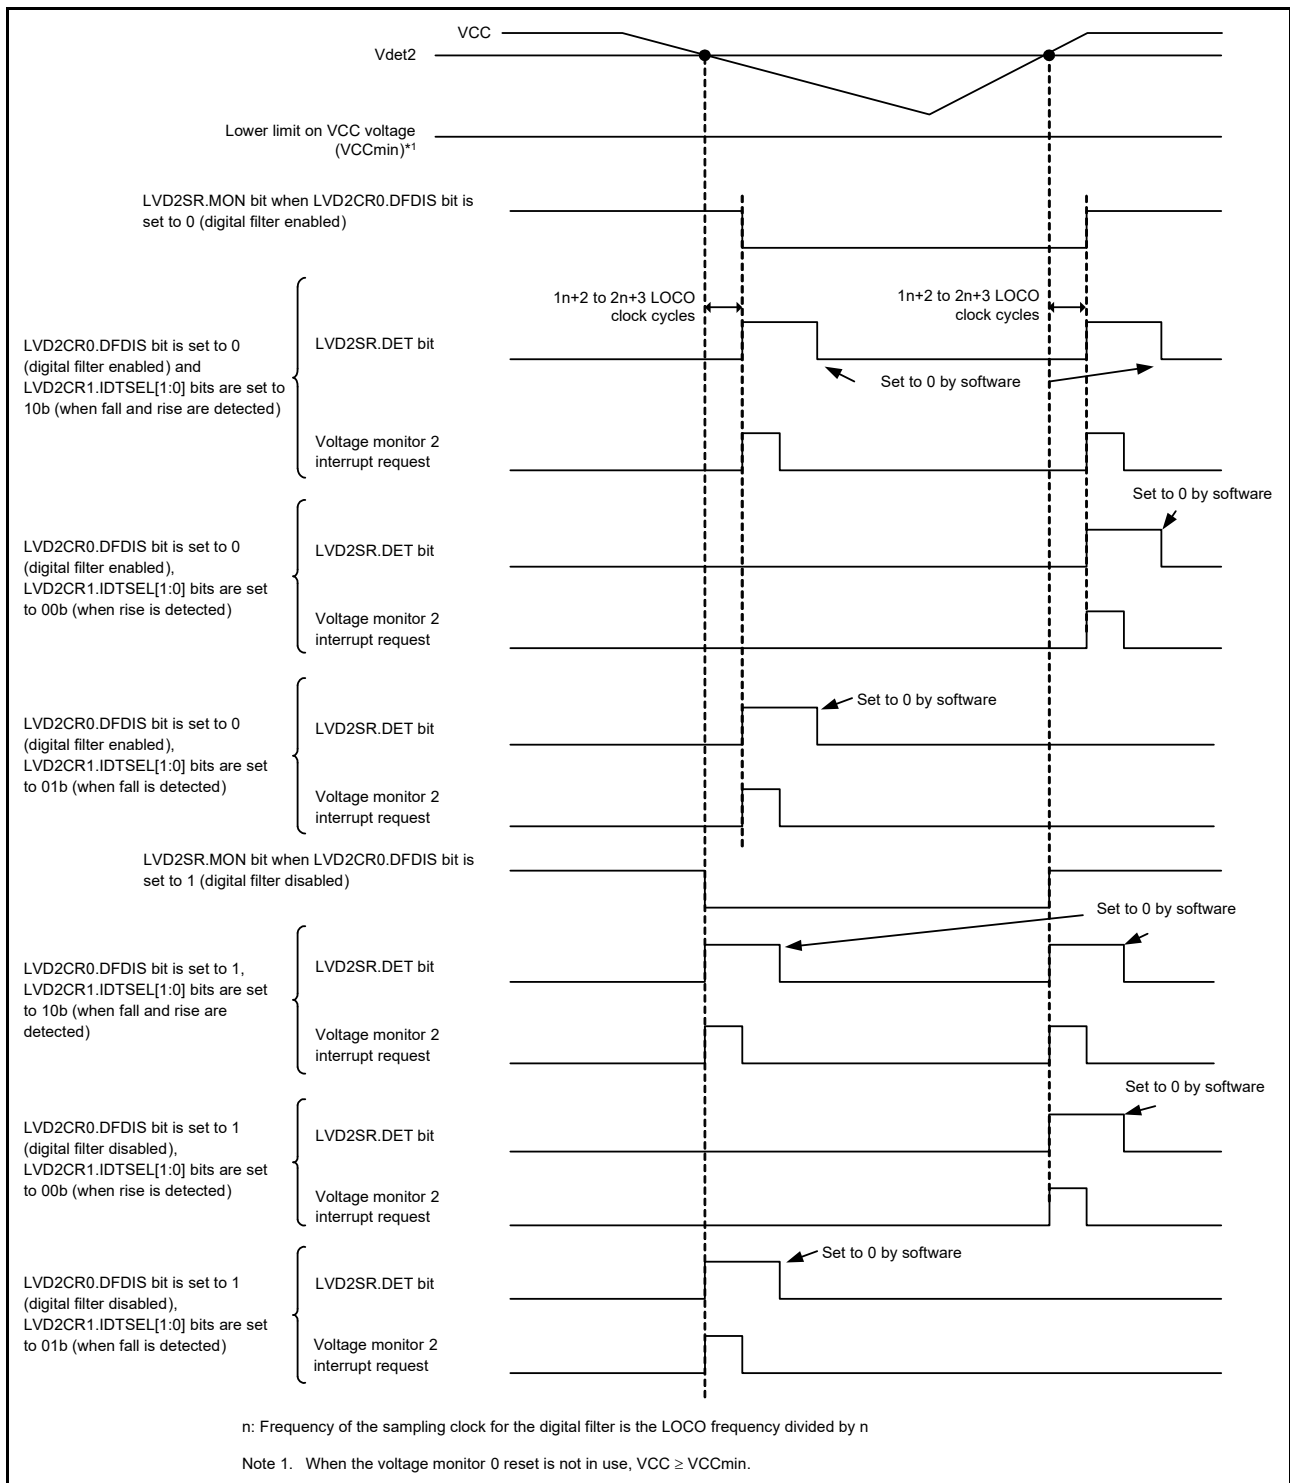 VCC
Vdet2
Lower limit on VCC voltage
(VCCmin)*1
LVD2SR.MON bit when LVD2CR0.DFDIS bit is
set to 0 (digital filter enabled)
1n+2 to 2n+3 LOCO
clock cycles
1n+2 to 2n+3 LOCO
clock cycles
LVD2CR0.DFDIS bit is set to 0
(digital filter enabled) and
LVD2CR1.IDTSEL[1:0] bits are set to
10b (when fall and rise are detected)
LVD2SR.DET bit
Set to 0 by software
Voltage monitor 2
interrupt request
Set to 0 by software
LVD2CR0.DFDIS bit is set to 0
(digital filter enabled),
LVD2CR1.IDTSEL[1:0] bits are set
to 00b (when rise is detected)
LVD2SR.DET bit
Voltage monitor 2
interrupt request
Set to 0 by software
LVD2CR0.DFDIS bit is set to 0
(digital filter enabled),
LVD2CR1.IDTSEL[1:0] bits are set
to 01b (when fall is detected)
LVD2SR.DET bit
Voltage monitor 2
interrupt request
LVD2SR.MON bit when LVD2CR0.DFDIS bit is
set to 1 (digital filter disabled)
Set to 0 by software
LVD2CR0.DFDIS bit is set to 1,
LVD2CR1.IDTSEL[1:0] bits are set
to 10b (when fall and rise are
detected)
LVD2SR.DET bit
Voltage monitor 2
interrupt request
Set to 0 by software
LVD2CR0.DFDIS bit is set to 1
(digital filter disabled),
LVD2CR1.IDTSEL[1:0] bits are set
to 00b (when rise is detected)
LVD2SR.DET bit
Voltage monitor 2
interrupt request
Set to 0 by software
LVD2CR0.DFDIS bit is set to 1
(digital filter disabled),
LVD2CR1.IDTSEL[1:0] bits are set
to 01b (when fall is detected)
LVD2SR.DET bit
Voltage monitor 2
interrupt request
n: Frequency of the sampling clock for the digital filter is the LOCO frequency divided by n
Note 1. When the voltage monitor 0 reset is not in use, VCC ≥ VCCmin.